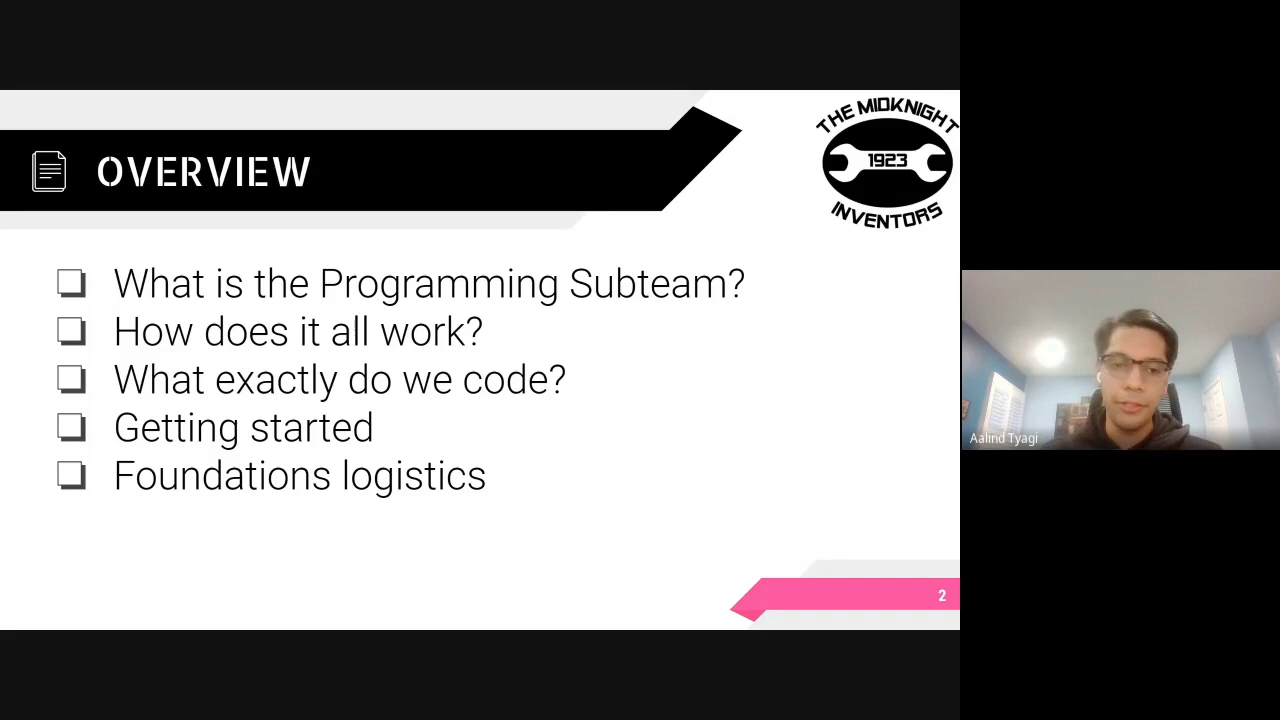 THE MIDKNIGHT
1923
INVENTORS
OVERVIEW
What is the Programming Subteam?
How does it all work?
What exactly do we code?
Getting started
Foundations logistics
2
Aalind Tyagi